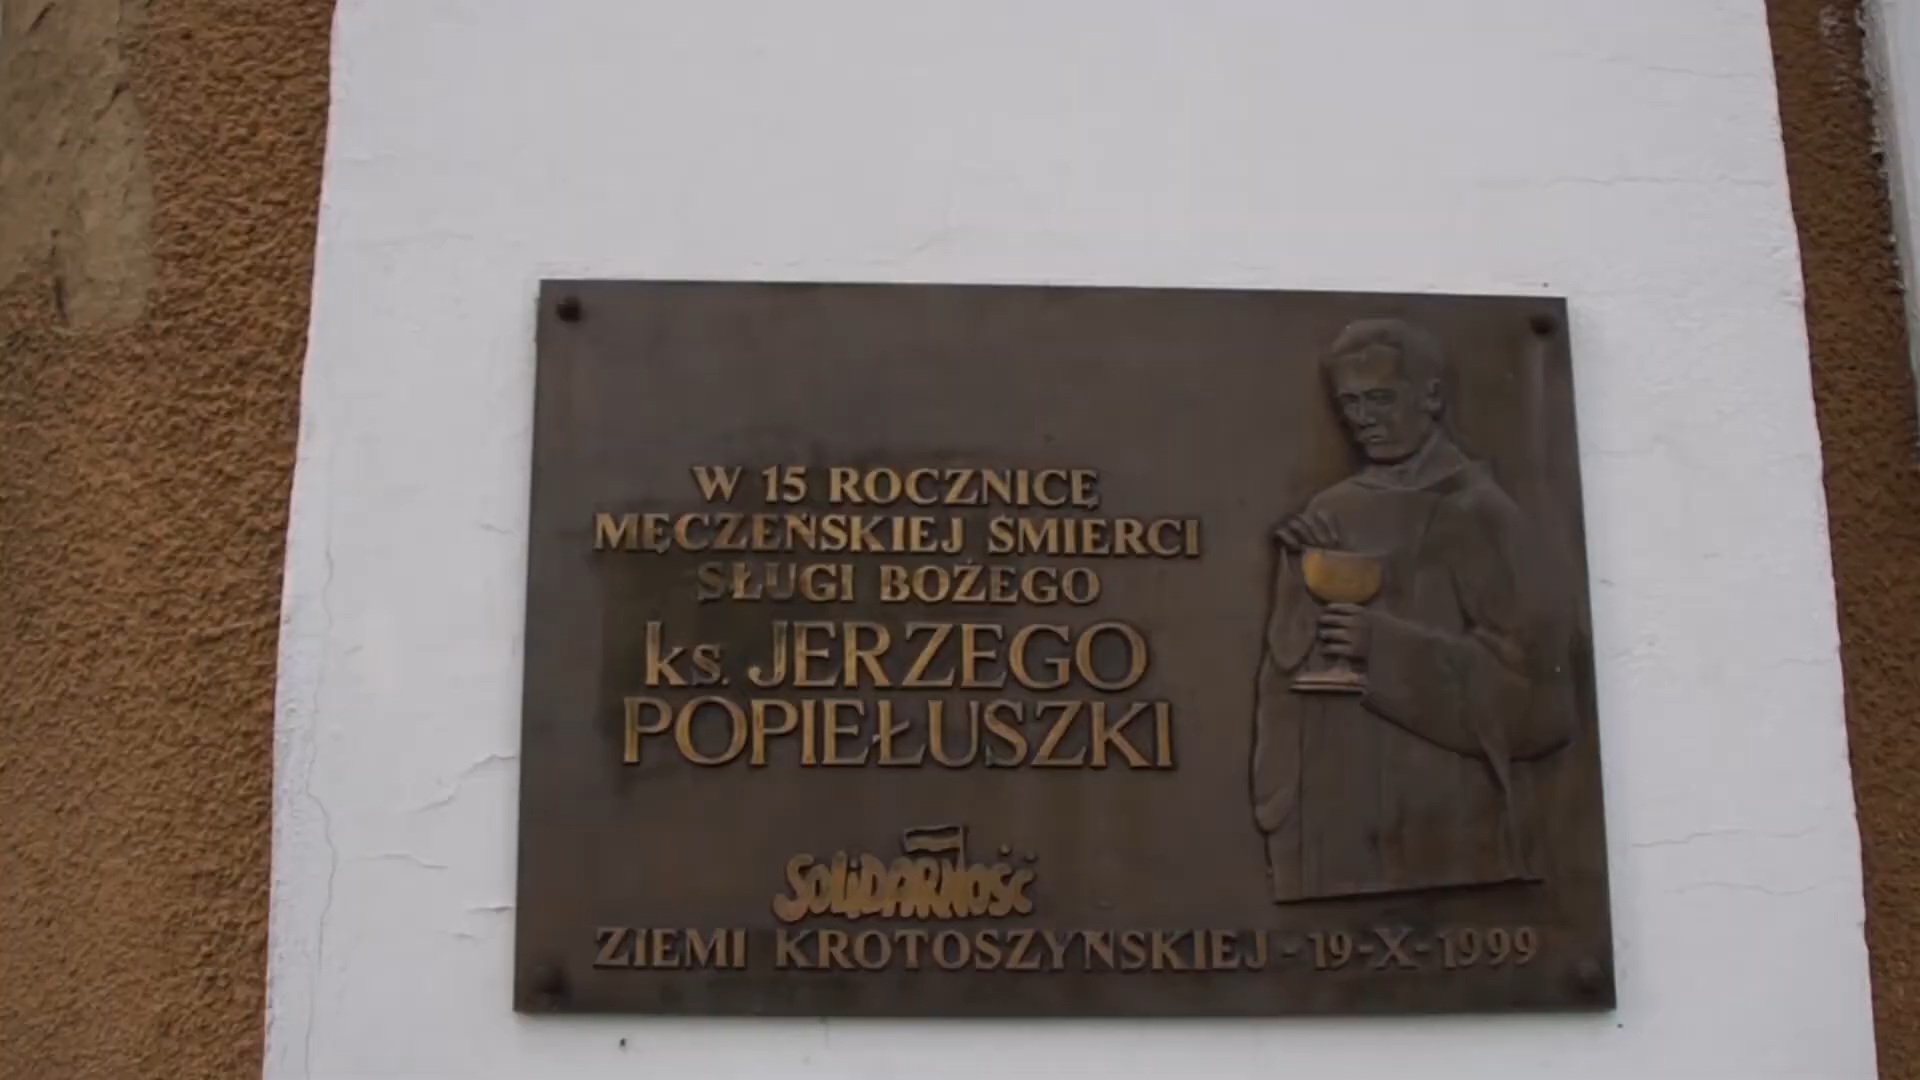 W 15 ROCZNICĘ
MĘCZEŃSKIEJ ŚMIERCI
SŁUGI BOŻEGO
ks. JERZEGO
POPIEŁUSZKI
SOLIDARNOŚĆ
ZIEMI KROTOSZYŃSKIEJ - 19-X-1999